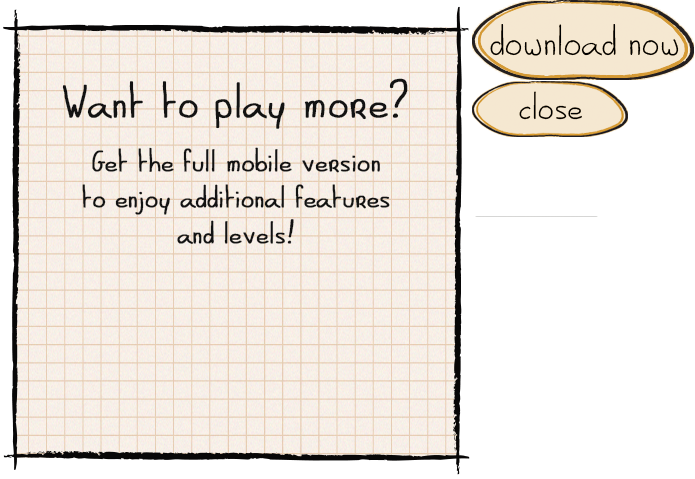 Want to play more?
Get the full mobile version
to enjoy additional features
and levels!
download now
close